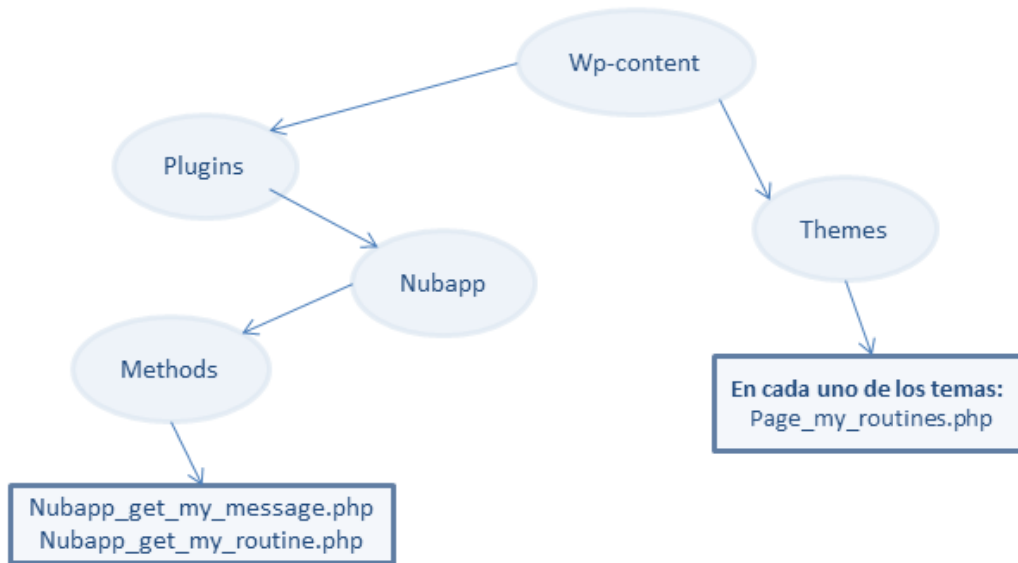 Wp-content
Plugins
Themes
Nubapp
Methods
En cada uno de los temas:
Page_my_routines.php
Nubapp_get_my_message.php
Nubapp_get_my_routine.php